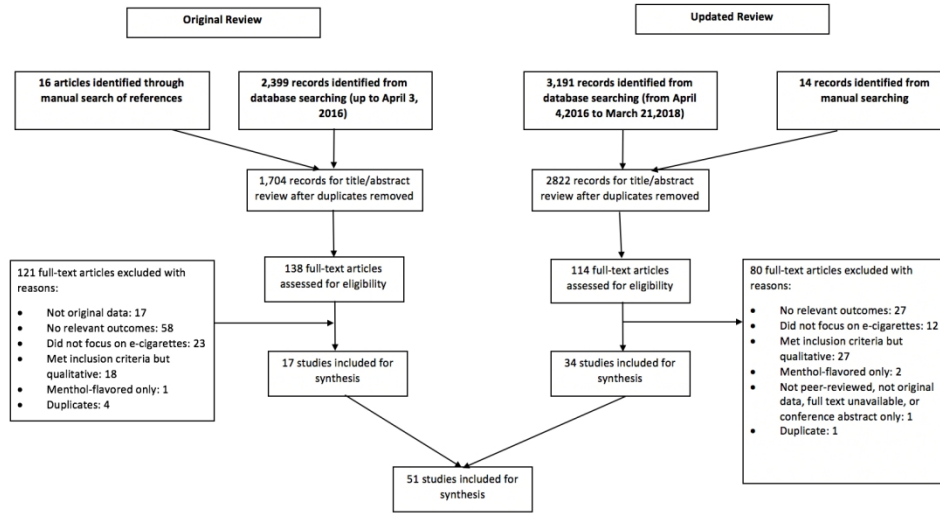 Original Review
Updated Review
16 articles identified through
manual search of references
2,399 records identified from
database searching (up to April 3,
2016)
3,191 records identified from
database searching (from April
4,2016 to March 21,2018)
14 records identified from
manual searching
1,704 records for title/abstract
review after duplicates removed
2822 records for title/abstract
review after duplicates removed
121 full-text articles excluded with
reasons:
• Not original data: 17
• No relevant outcomes: 58
• Did not focus on e-cigarettes: 23
• Met inclusion criteria but
qualitative: 18
• Menthol-flavored only: 1
• Duplicates: 4
138 full-text articles
assessed for eligibility
114 full-text articles
assessed for eligibility
80 full-text articles excluded with
reasons:
• No relevant outcomes: 27
• Did not focus on e-cigarettes: 12
• Met inclusion criteria but
qualitative: 27
• Menthol-flavored only: 2
• Not peer-reviewed, not original
data, full text unavailable, or
conference abstract only: 1
• Duplicate: 1
17 studies included for
synthesis
34 studies included for
synthesis
51 studies included for
synthesis